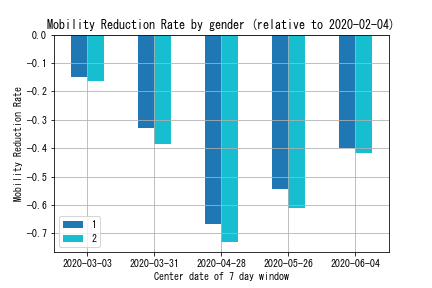 Mobility Reduction Rate by gender (relative to 2020-02-04)
0.0
-0.1
-0.2
-0.3
-0.4
-0.5
-0.6
-0.7
Mobility Reduction Rate
1
2
2020-03-03 2020-03-31 2020-04-28 2020-05-26 2020-06-04
Center date of 7 day window